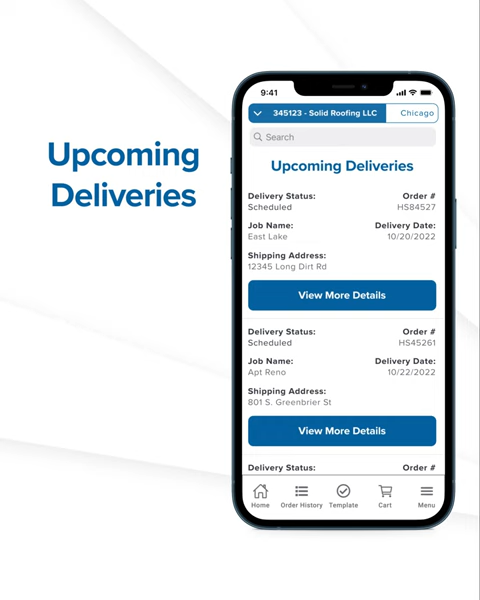 Upcoming
Deliveries
9:41
345123 - Solid Roofing LLC
Chicago
Search
Upcoming Deliveries
Delivery Status: Order #
Scheduled HS84527
Job Name: Delivery Date:
East Lake 10/20/2022
Shipping Address:
12345 Long Dirt Rd
View More Details
Delivery Status: Order #
Scheduled HS45261
Job Name: Delivery Date:
Apt Reno 10/22/2022
Shipping Address:
801 S. Greenbrier St
View More Details
Delivery Status: Order #
Home Order History Template Cart Menu